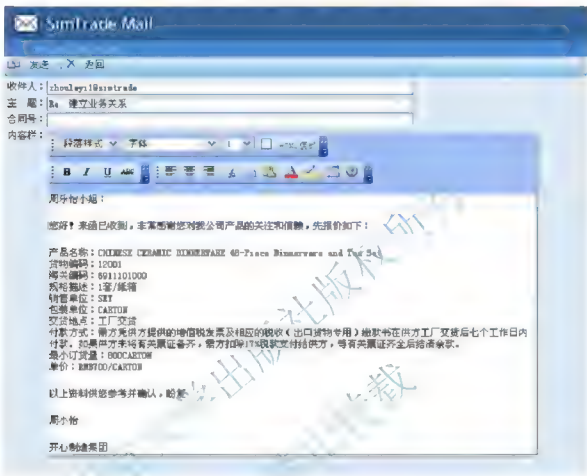 SimTrade Mail
发送 X 返回
收件人：zhouleyi@simtrade
主 题：Re 建立业务关系
合同号：
内容栏：
段落样式 字体
B I U ABC
周乐怡小姐：
您好！来函已收到，非常感谢您对我公司产品的关注和信赖，先报价如下：
产品名称：CHINESE CERAMIC DINNERWARE 48-Piece Dinnerware and Tea Set
货物编码：12001
海关编码：6911101000
规格描述：1套/纸箱
销售单位：SET
包装单位：CARTON
交货地点：工厂交货
付款方式：需方凭供方提供的增值税发票及相应的税收（出口货物专用）缴款书在供方工厂交货后七个工作日内
付款。如果供方未将有关票证备齐，需方扣除17%税款支付给供方，等有关票证齐全后结清余款。
最小订货量：800CARTON
单价：RMB700/CARTON
以上资料供您参考并确认，盼复
周小怡
开心制造集团